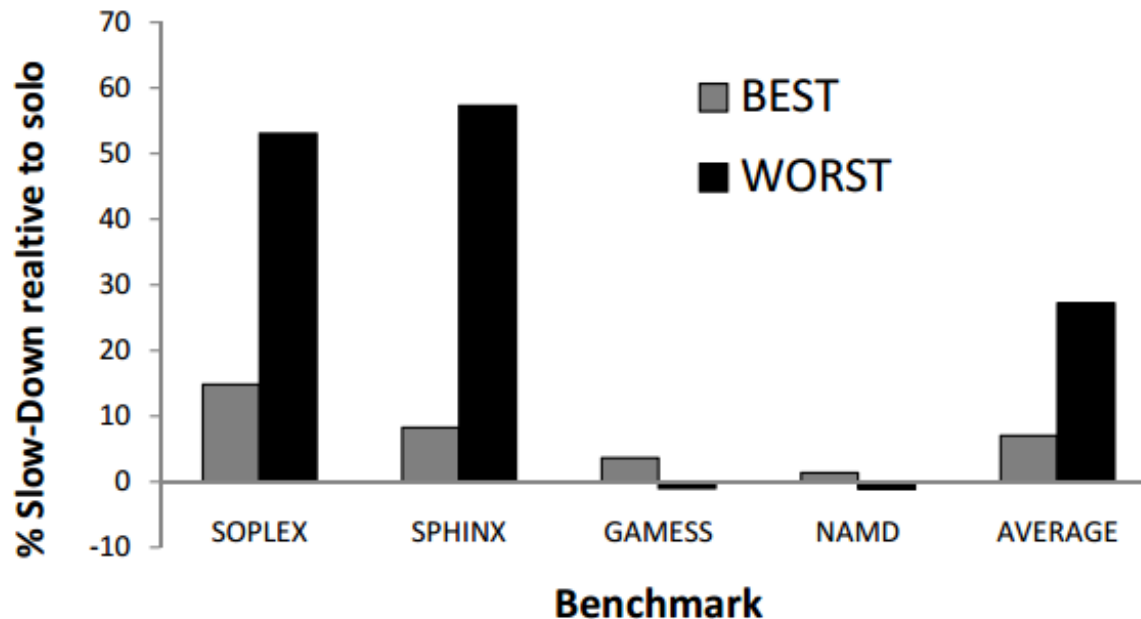 % Slow-Down realtive to solo
70
60
50
40
30
20
10
0
-10
BEST
WORST
SOPLEX SPHINX GAMESS NAMD AVERAGE
Benchmark